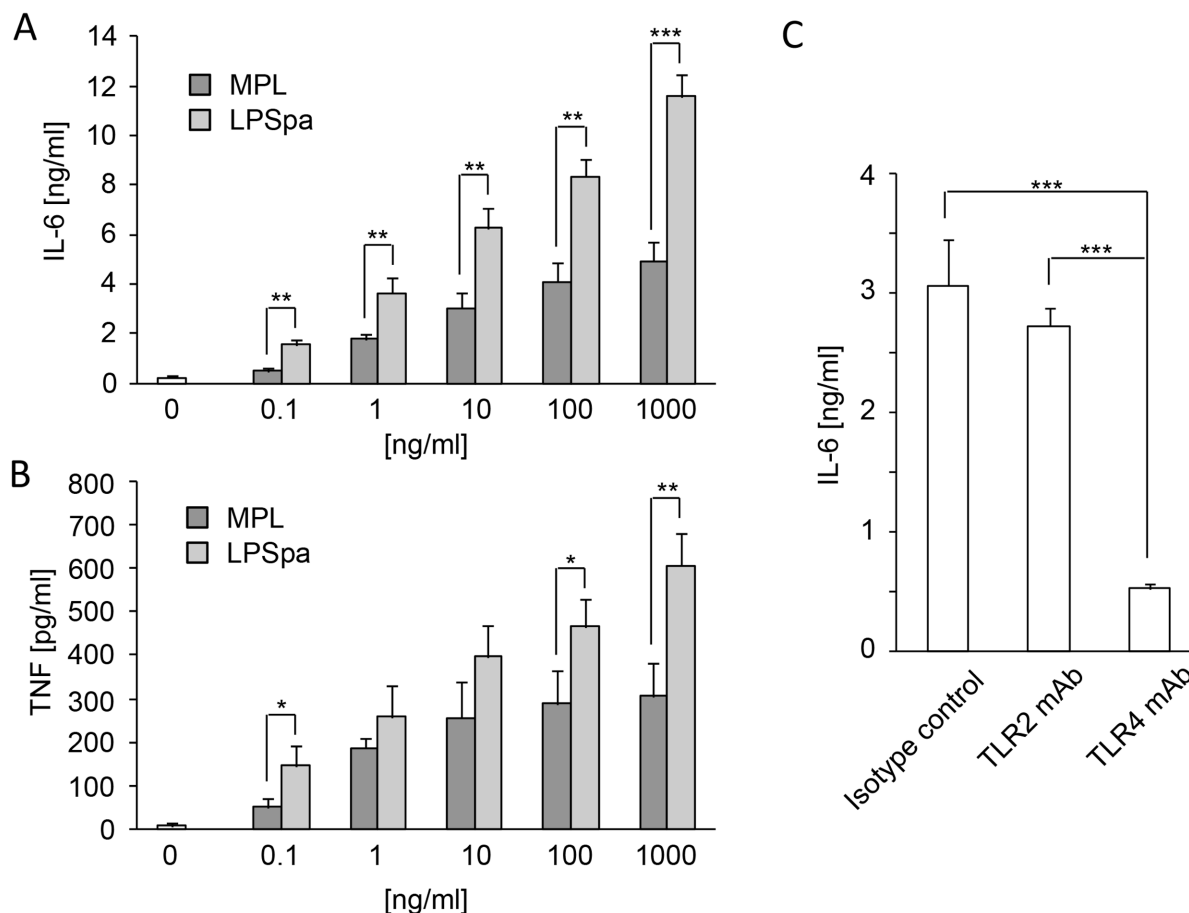 A
IL-6 [ng/ml]
14
12
10
8
6
4
2
0
MPL
LPSpa
**
**
**
**
***
0 0.1 1 10 100 1000
[ng/ml]
B
TNF [pg/ml]
800
700
600
500
400
300
200
100
0
MPL
LPSpa
*
*
**
0 0.1 1 10 100 1000
[ng/ml]
C
IL-6 [ng/ml]
4
3
2
1
0
***
***
Isotype control
TLR2 mAb
TLR4 mAb